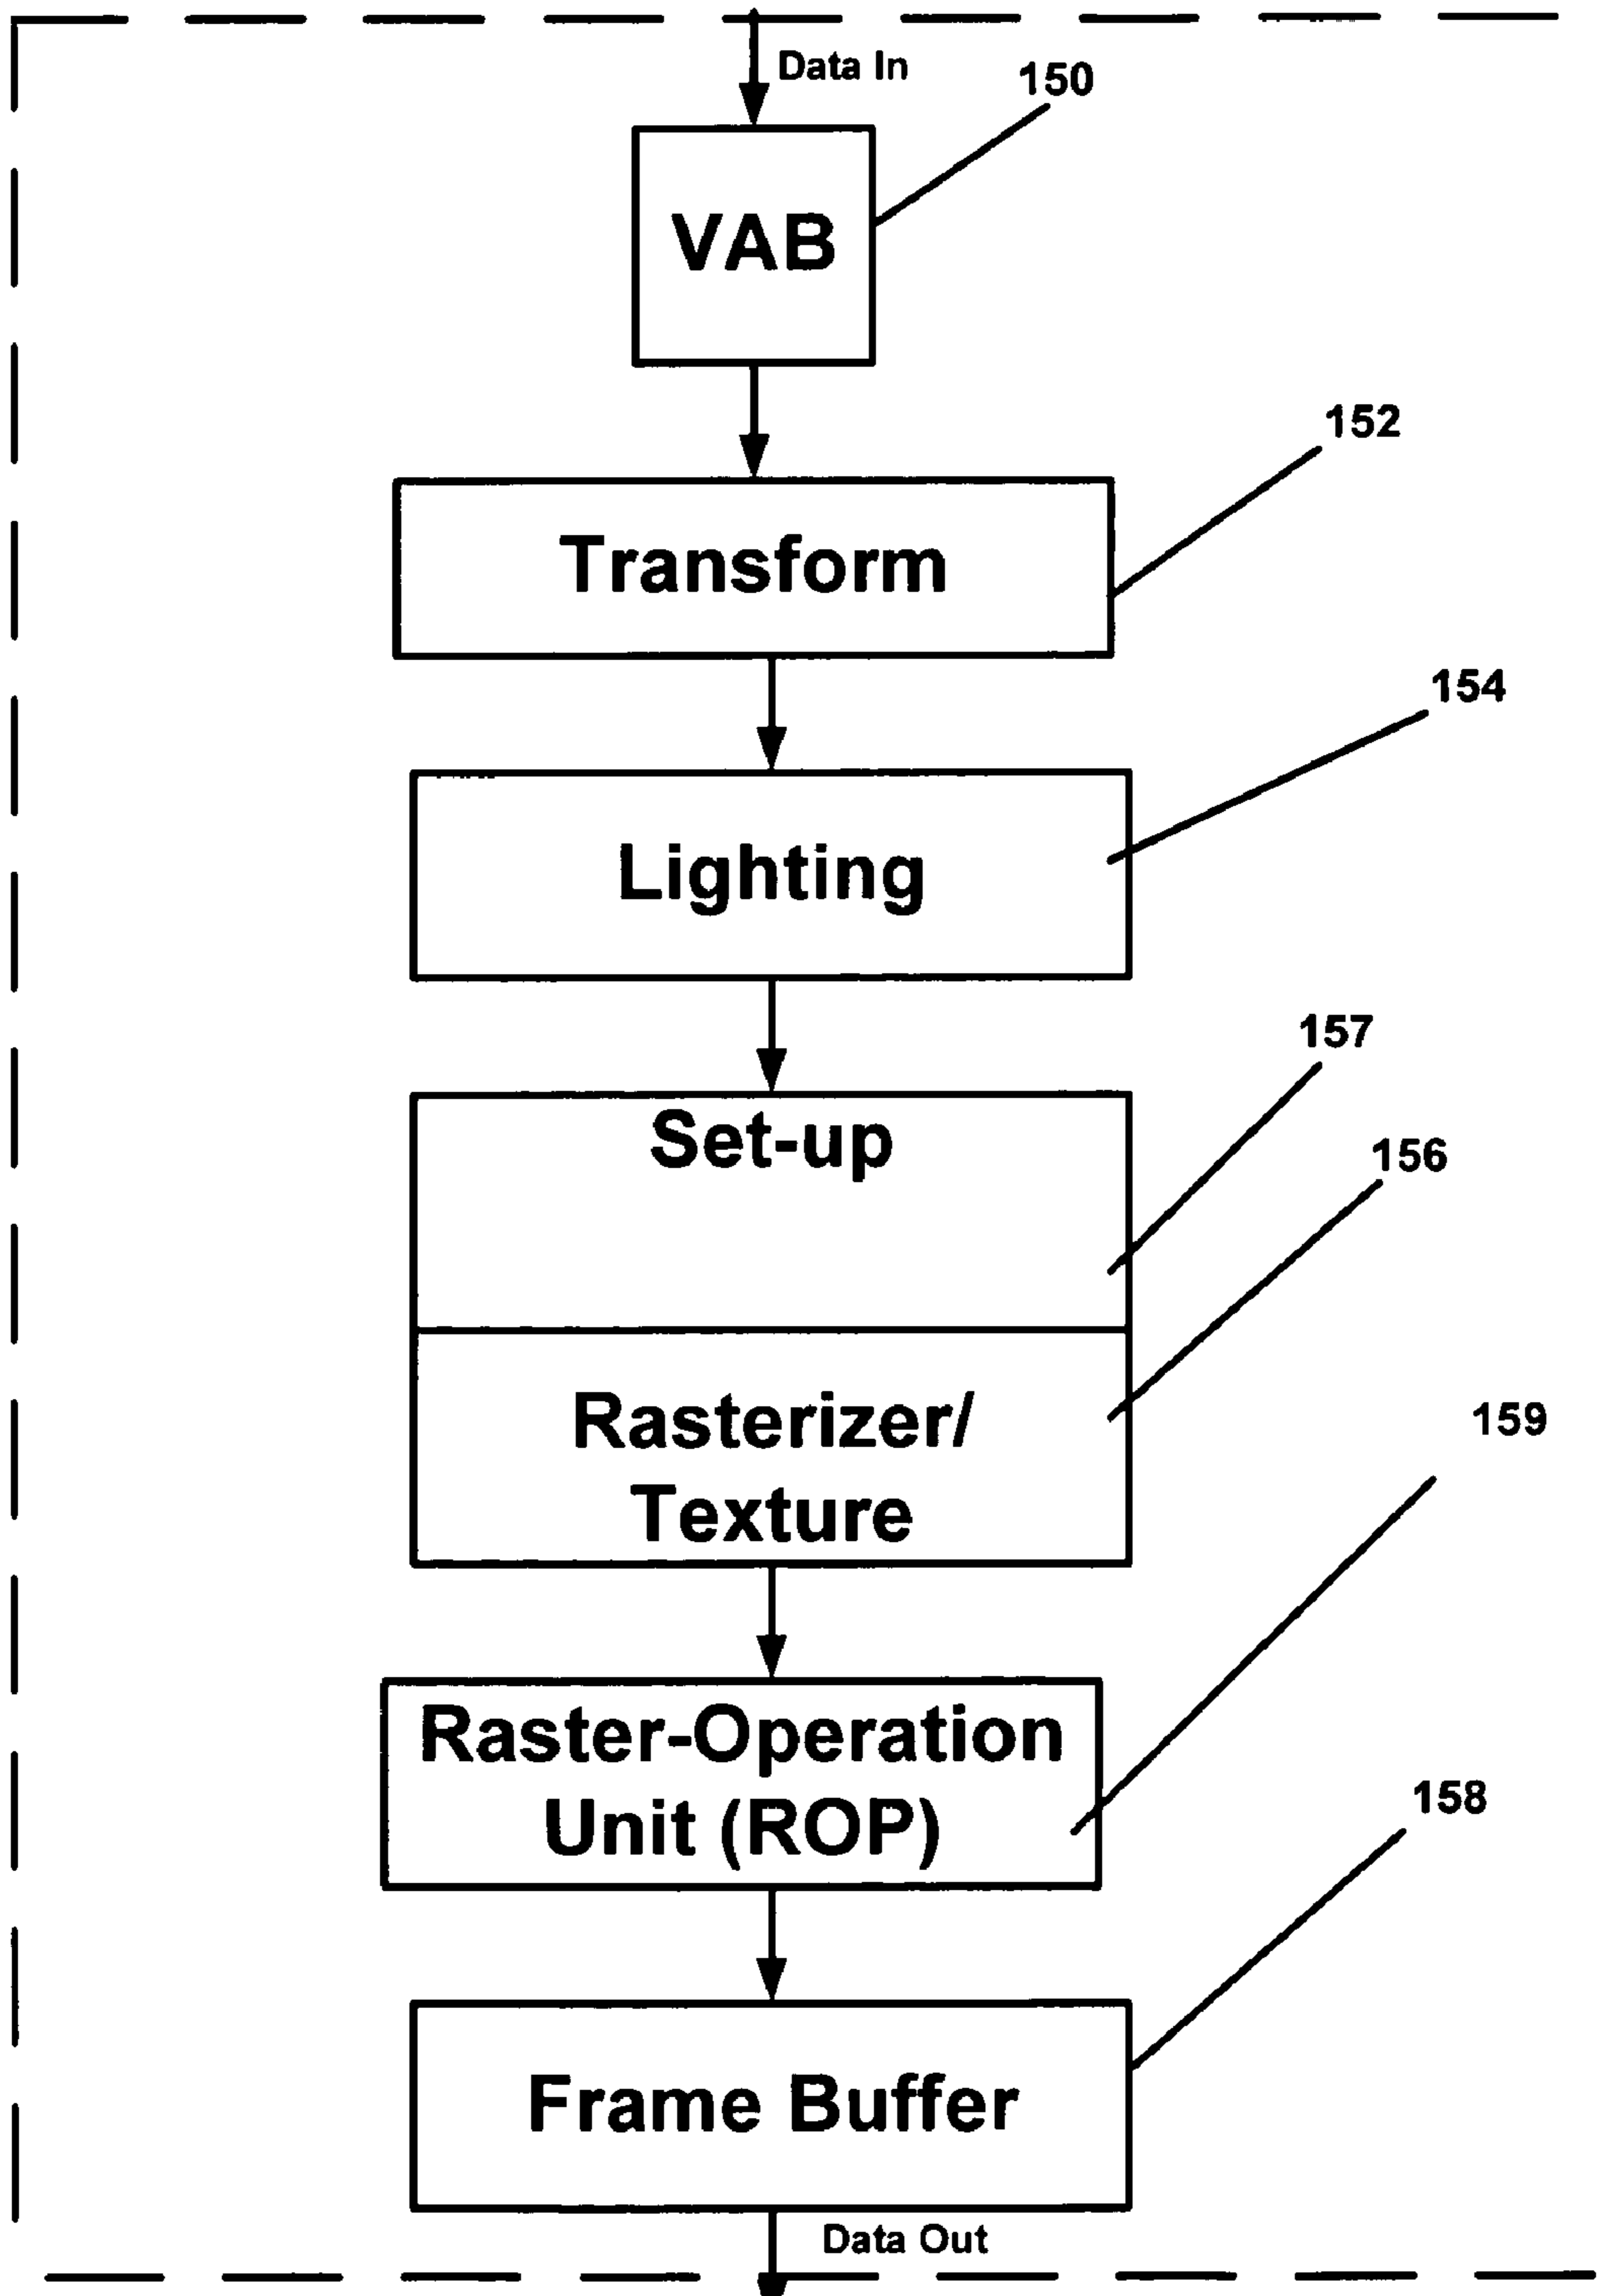 Data In
150
VAB
152
Transform
154
Lighting
157
Set-up
156
Rasterizer/
Texture
159
Raster-Operation
Unit (ROP)
158
Frame Buffer
Data Out